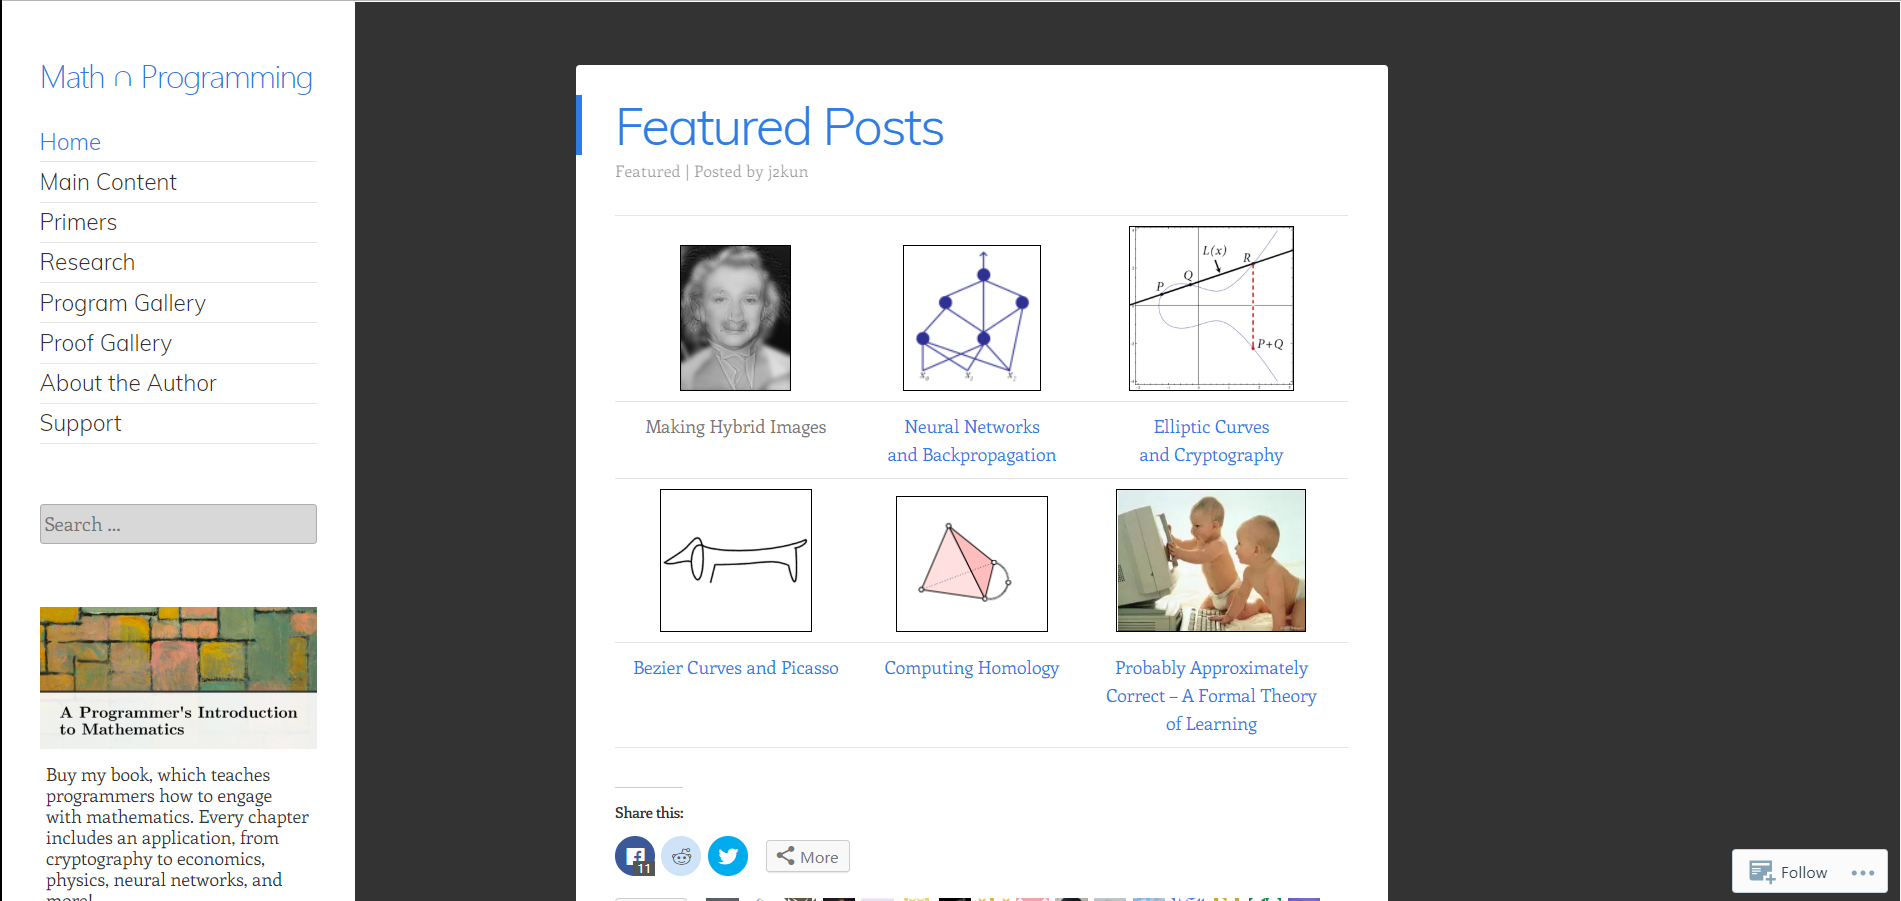 Math ∩ Programming
Home
Main Content
Primers
Research
Program Gallery
Proof Gallery
About the Author
Support
Search ...
A Programmer's Introduction
to Mathematics
Buy my book, which teaches
programmers how to engage
with mathematics. Every chapter
includes an application, from
cryptography to economics,
physics, neural networks, and
more!
Featured Posts
Featured | Posted by j2kun
L(x)
R
Q
P
P+Q
x₀ x₁ x₂
Making Hybrid Images
Neural Networks
and Backpropagation
Elliptic Curves
and Cryptography
Bezier Curves and Picasso
Computing Homology
Probably Approximately
Correct – A Formal Theory
of Learning
Share this:
11
More
Follow